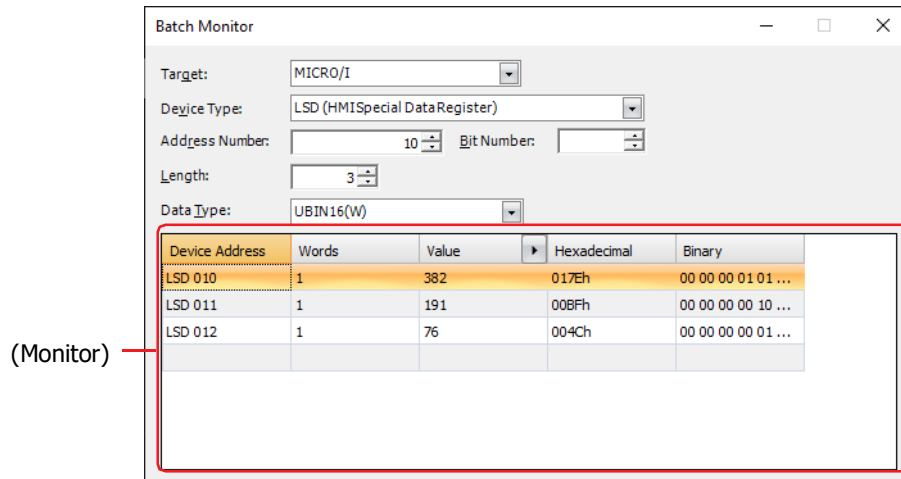 Batch Monitor
Target: MICRO/I
Device Type: LSD (HMISpecial DataRegister)
Address Number: 10 Bit Number:
Length: 3
Data Type: UBIN16(W)
Device Address Words Value Hexadecimal Binary
LSD 010 1 382 017Eh 00 00 00 01 01 ...
LSD 011 1 191 00BFh 00 00 00 00 10 ...
LSD 012 1 76 004Ch 00 00 00 00 01 ...
(Monitor)